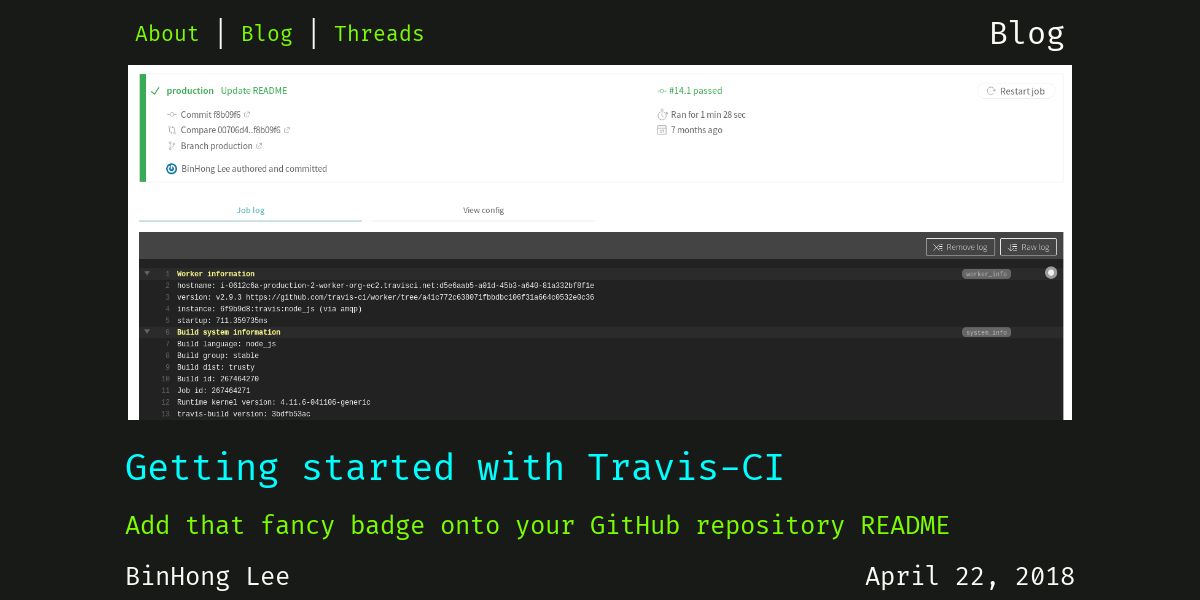 About | Blog | Threads
Blog
production Update README
#14.1 passed
Restart job
Commit f8b09f6
Ran for 1 min 28 sec
Compare 00706d4..f8b09f6
7 months ago
Branch production
BinHong Lee authored and committed
Job log
View config
Remove log
Raw log
1 Worker information
worker_info
2 hostname: i-0612c6a-production-2-worker-org-ec2.travisci.net:d5e6aab5-a01d-45b3-a640-81a332bf8f1e
3 version: v2.9.3 https://github.com/travis-ci/worker/tree/a41c772c638071fbbdbc106f31a664c0532e0c36
4 instance: 6f9b9d8:travis:node_js (via amqp)
5 startup: 711.359735ms
6 Build system information
system_info
7 Build language: node_js
8 Build group: stable
9 Build dist: trusty
10 Build id: 267464270
11 Job id: 267464271
12 Runtime kernel version: 4.11.6-041106-generic
13 travis-build version: 3bdfb53ac
Getting started with Travis-CI
Add that fancy badge onto your GitHub repository README
BinHong Lee
April 22, 2018